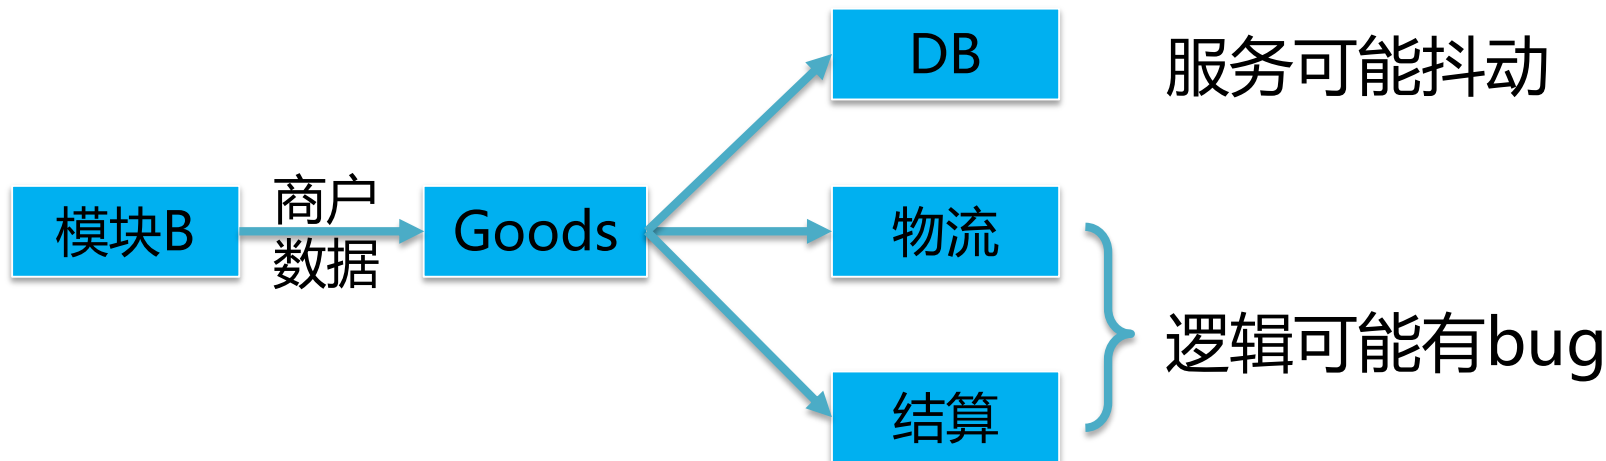 DB
服务可能抖动
模块B
商户
数据
Goods
物流
逻辑可能有bug
结算